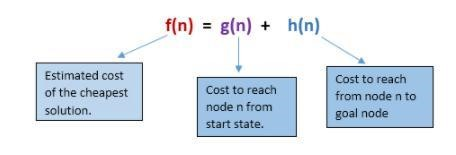 f(n) = g(n) + h(n)
Estimated cost
of the cheapest
solution.
Cost to reach
node n from
start state.
Cost to reach
from node n to
goal node